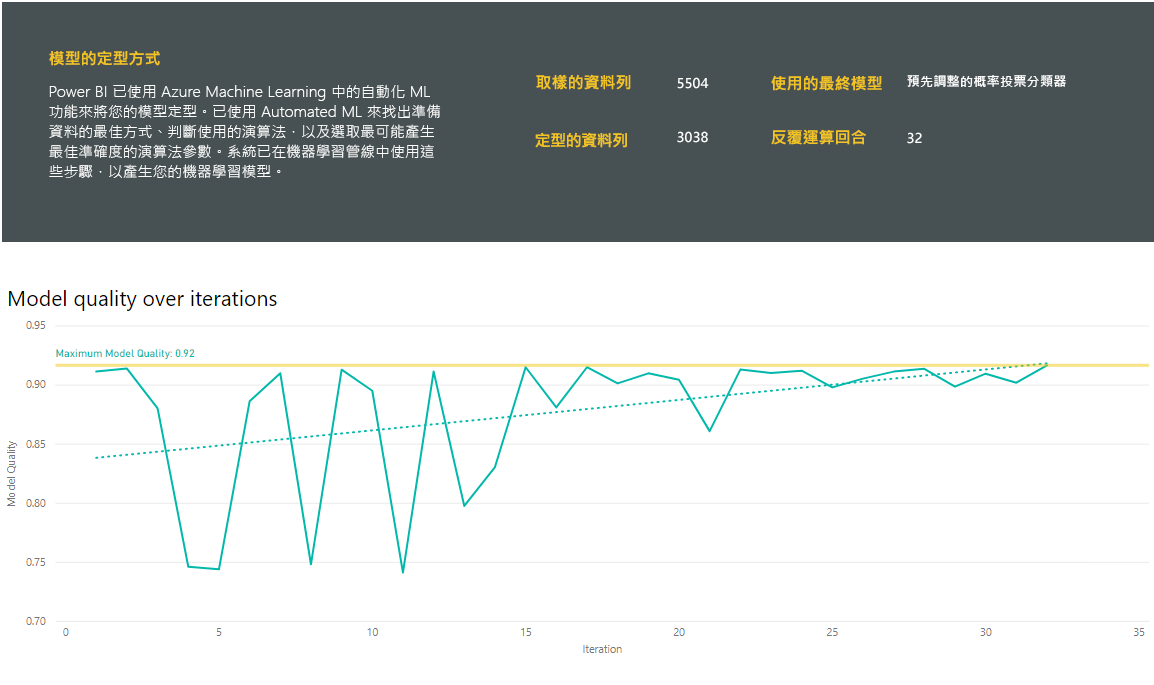 模型的定型方式
Power BI 已使用 Azure Machine Learning 中的自動化 ML
功能來將您的模型定型。已使用 Automated ML 來找出準備
資料的最佳方式、判斷使用的演算法，以及選取最可能產生
最佳準確度的演算法參數。系統已在機器學習管線中使用這
些步驟，以產生您的機器學習模型。
取樣的資料列 5504 使用的最終模型 預先調整的概率投票分類器
定型的資料列 3038 反覆運算回合 32
Model quality over iterations
0.95
Maximum Model Quality: 0.92
0.90
0.85
Model Quality
0.80
0.75
0.70
0 5 10 15 20 25 30 35
Iteration